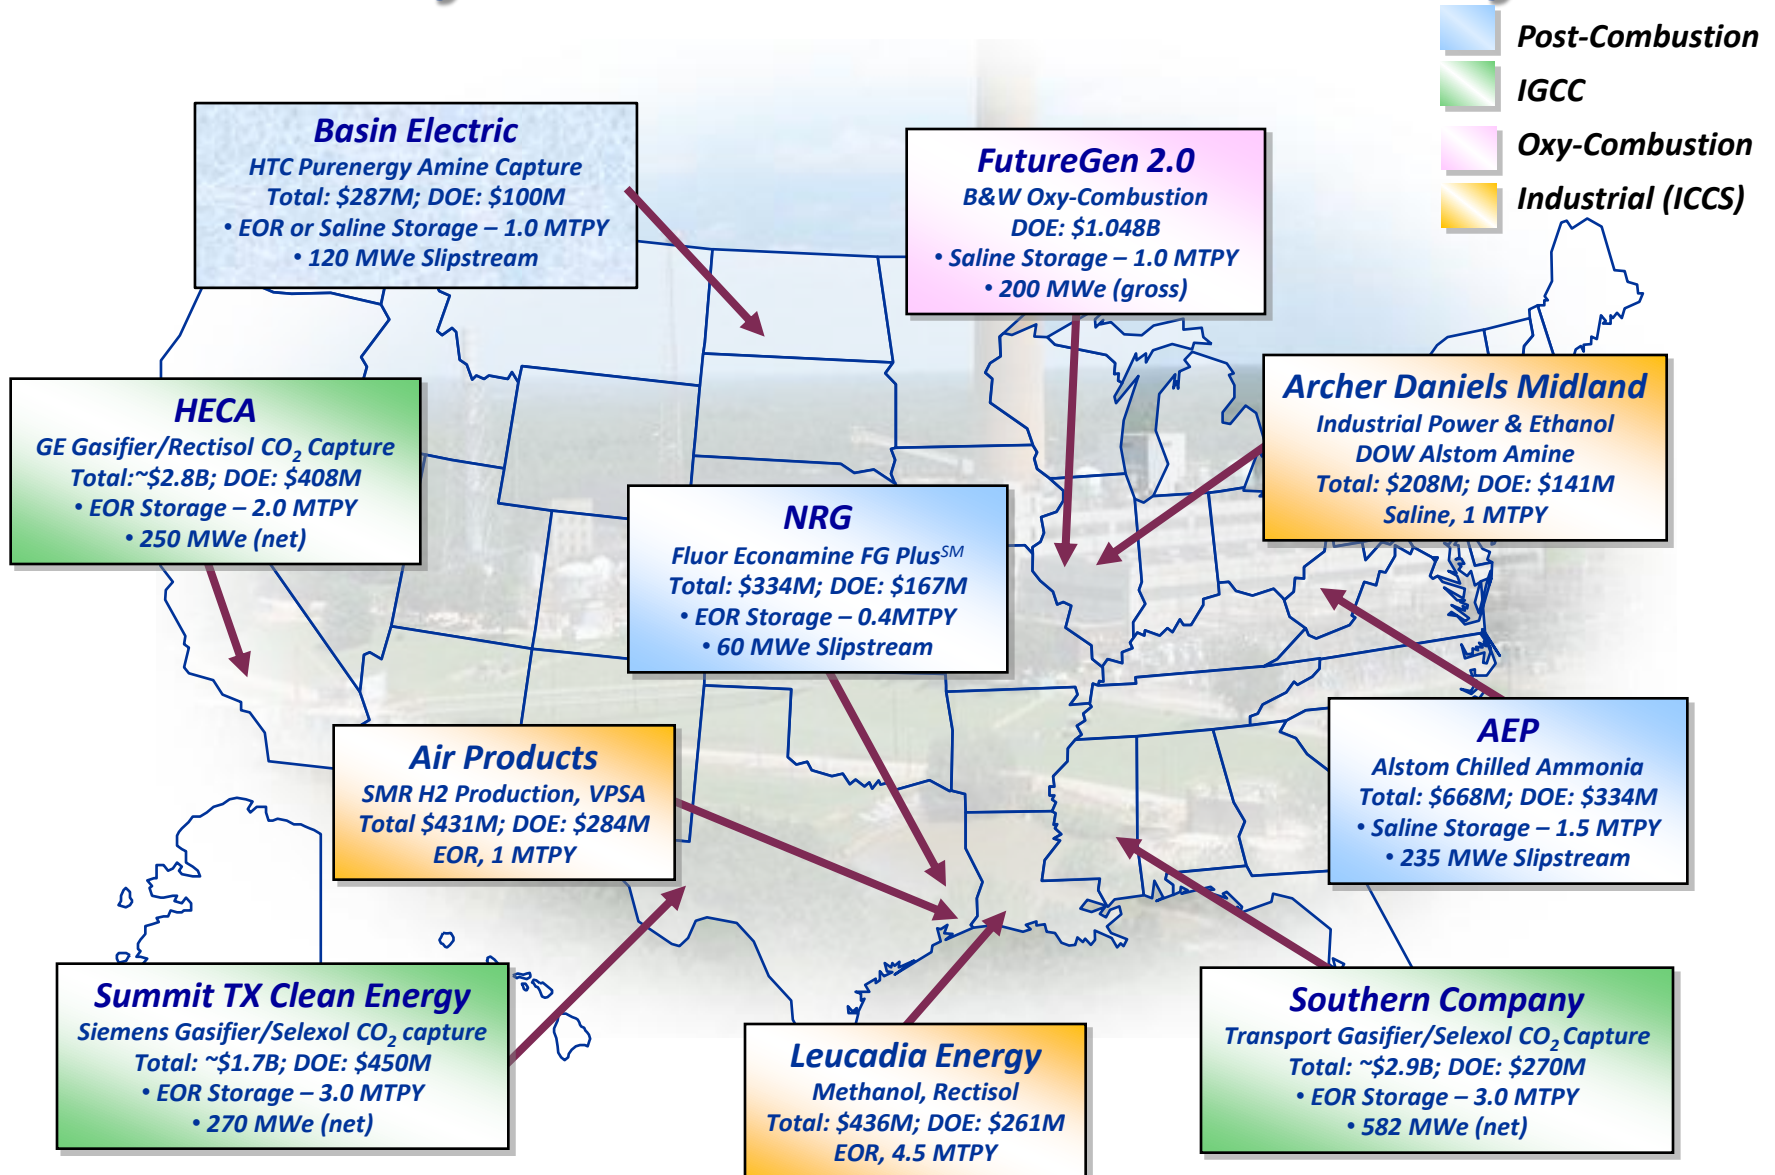 Post-Combustion
IGCC
Oxy-Combustion
Industrial (ICCS)
Basin Electric
HTC Purenergy Amine Capture
Total: $287M; DOE: $100M
• EOR or Saline Storage – 1.0 MTPY
• 120 MWe Slipstream
FutureGen 2.0
B&W Oxy-Combustion
DOE: $1.048B
• Saline Storage – 1.0 MTPY
• 200 MWe (gross)
HECA
GE Gasifier/Rectisol CO₂ Capture
Total:~$2.8B; DOE: $408M
• EOR Storage – 2.0 MTPY
• 250 MWe (net)
Archer Daniels Midland
Industrial Power & Ethanol
DOW Alstom Amine
Total: $208M; DOE: $141M
Saline, 1 MTPY
NRG
Fluor Econamine FG Plus℠
Total: $334M; DOE: $167M
• EOR Storage – 0.4MTPY
• 60 MWe Slipstream
Air Products
SMR H2 Production, VPSA
Total $431M; DOE: $284M
EOR, 1 MTPY
AEP
Alstom Chilled Ammonia
Total: $668M; DOE: $334M
• Saline Storage – 1.5 MTPY
• 235 MWe Slipstream
Summit TX Clean Energy
Siemens Gasifier/Selexol CO₂ capture
Total: ~$1.7B; DOE: $450M
• EOR Storage – 3.0 MTPY
• 270 MWe (net)
Leucadia Energy
Methanol, Rectisol
Total: $436M; DOE: $261M
EOR, 4.5 MTPY
Southern Company
Transport Gasifier/Selexol CO₂ Capture
Total: ~$2.9B; DOE: $270M
• EOR Storage – 3.0 MTPY
• 582 MWe (net)